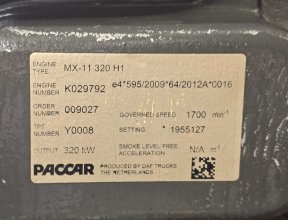 ENGINE TYPE MX-11 320 H1
ENGINE NUMBER K029792 e4*595/2009*64/2012A*0016
ORDER NUMBER 009027 GOVERNED SPEED 1700 min⁻¹
TPT NUMBER Y0008 SETTING * 1955127
OUTPUT 320 kW SMOKE LEVEL FREE ACCELERATION N/A m⁻¹
PACCAR PRODUCED BY DAF TRUCKS THE NETHERLANDS